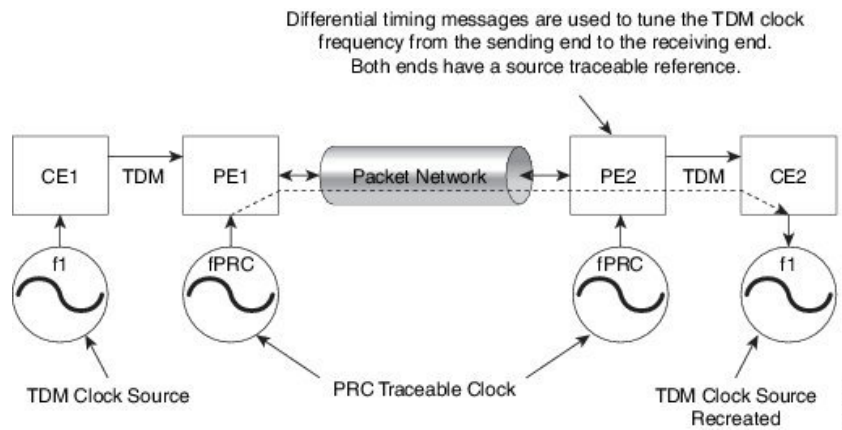 Differential timing messages are used to tune the TDM clock
frequency from the sending end to the receiving end.
Both ends have a source traceable reference.
CE1
TDM
PE1
Packet Network
PE2
TDM
CE2
f1
fPRC
fPRC
f1
TDM Clock Source
PRC Traceable Clock
TDM Clock Source
Recreated